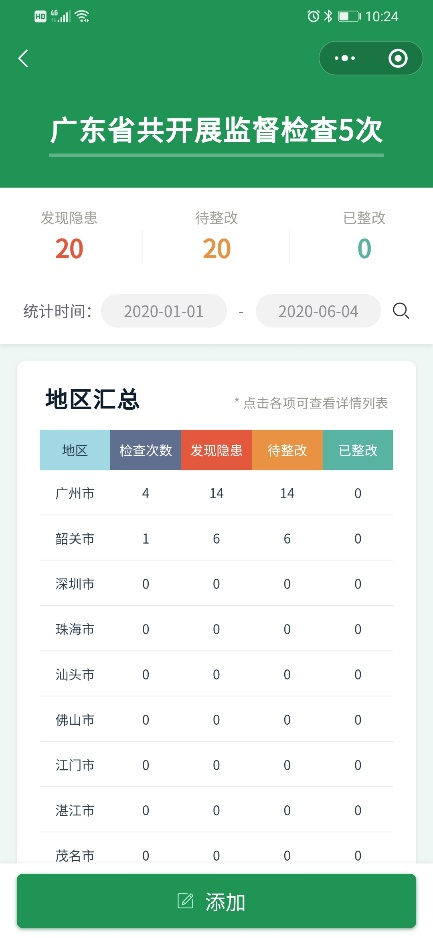 HD 4G 10:24
广东省共开展监督检查5次
发现隐患 待整改 已整改
20 20 0
统计时间: 2020-01-01 - 2020-06-04
地区汇总 * 点击各项可查看详情列表
地区 检查次数 发现隐患 待整改 已整改
广州市 4 14 14 0
韶关市 1 6 6 0
深圳市 0 0 0 0
珠海市 0 0 0 0
汕头市 0 0 0 0
佛山市 0 0 0 0
江门市 0 0 0 0
湛江市 0 0 0 0
茂名市 0 0 0 0
添加